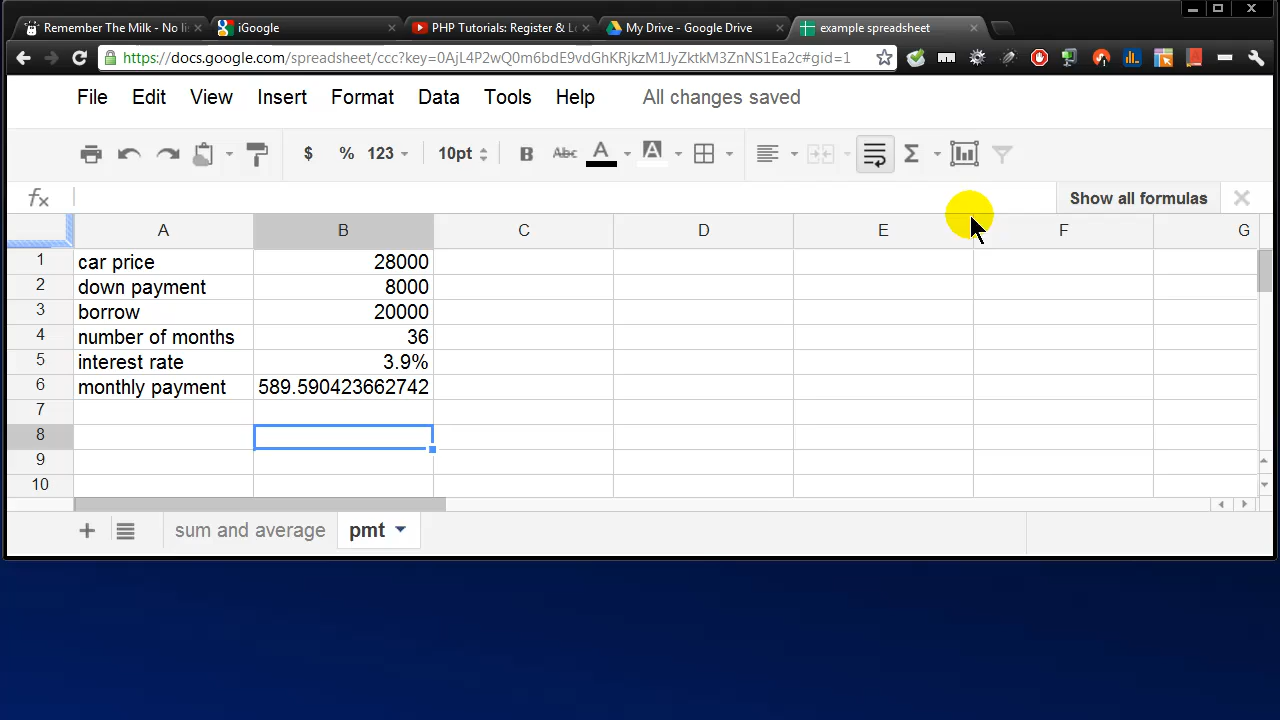 Remember The Milk - No li
iGoogle
PHP Tutorials: Register & Lo
My Drive - Google Drive
example spreadsheet
https://docs.google.com/spreadsheet/ccc?key=0AjL4P2wQ0m6bdE9vdGhKRjkzM1JyZktkM3ZnNS1Ea2c#gid=1
File Edit View Insert Format Data Tools Help All changes saved
$ % 123 10pt B Abc A A Σ
fx Show all formulas
A B C D E F G
1 car price 28000
2 down payment 8000
3 borrow 20000
4 number of months 36
5 interest rate 3.9%
6 monthly payment 589.590423662742
7
8
9
10
sum and average pmt